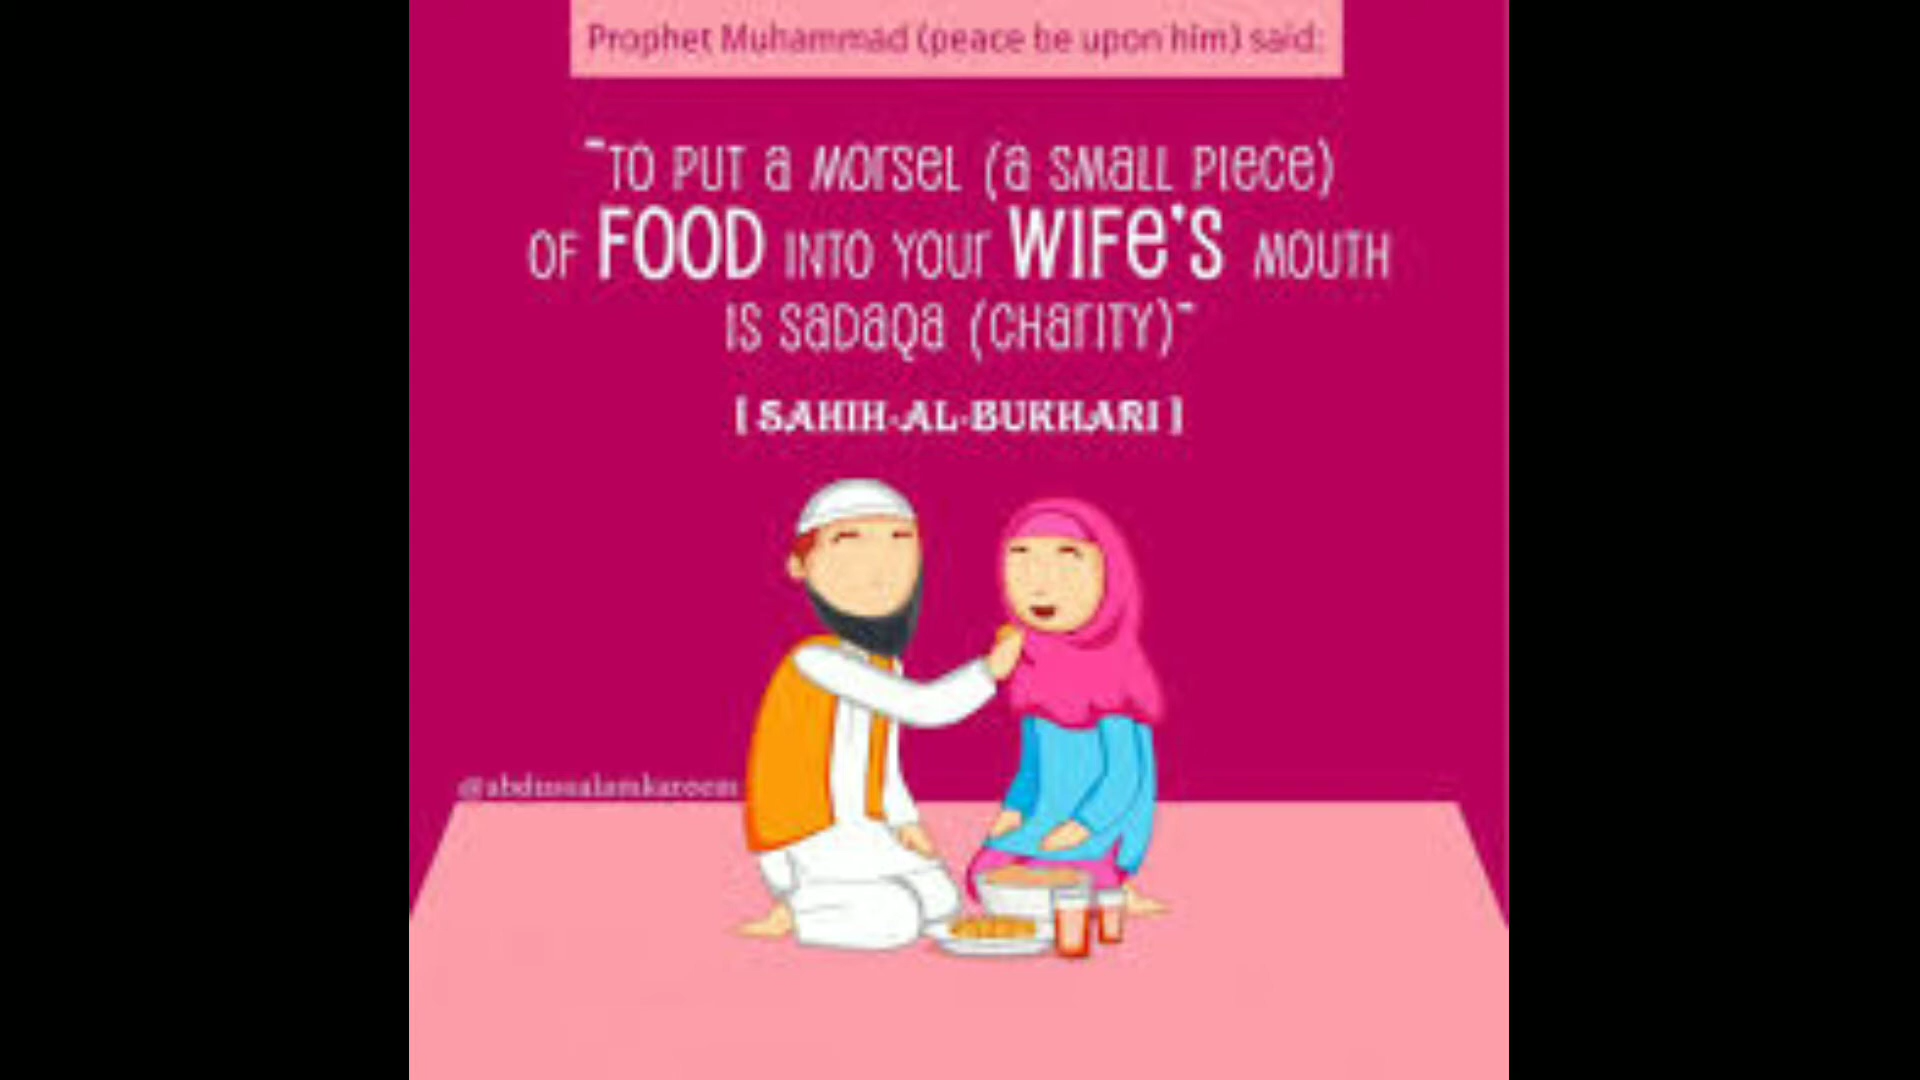 Prophet Muhammad (peace be upon him) said:
"TO PUT a MOrSeL (a SMaLL PIece)
OF FOOD INTO YOUr WIFe'S MOUTH
IS SaDaQa (CHarITY)"
[ SAHIH-AL-BUKHARI ]
@abdussalamkareem